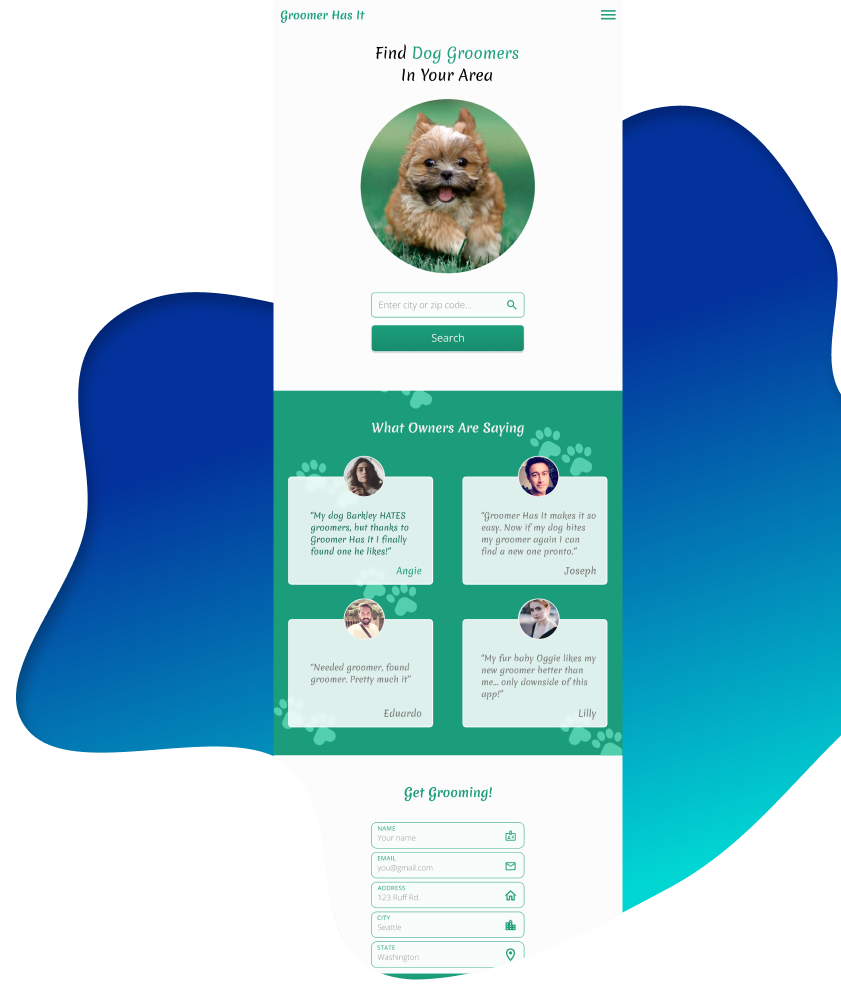 Groomer Has It
Find Dog Groomers
In Your Area
Enter city or zip code...
Search
What Owners Are Saying
"My dog Barkley HATES
groomers, but thanks to
Groomer Has It I finally
found one he likes!"
Angie
"Groomer Has It makes it so
easy. Now if my dog bites
my groomer again I can
find a new one pronto."
Joseph
"Needed groomer, found
groomer. Pretty much it"
Eduardo
"My fur baby Oggie likes my
new groomer better than
me... only downside of this
app!"
Lilly
Get Grooming!
NAME
Your name
EMAIL
you@gmail.com
ADDRESS
123 Ruff Rd.
CITY
Seattle
STATE
Washington